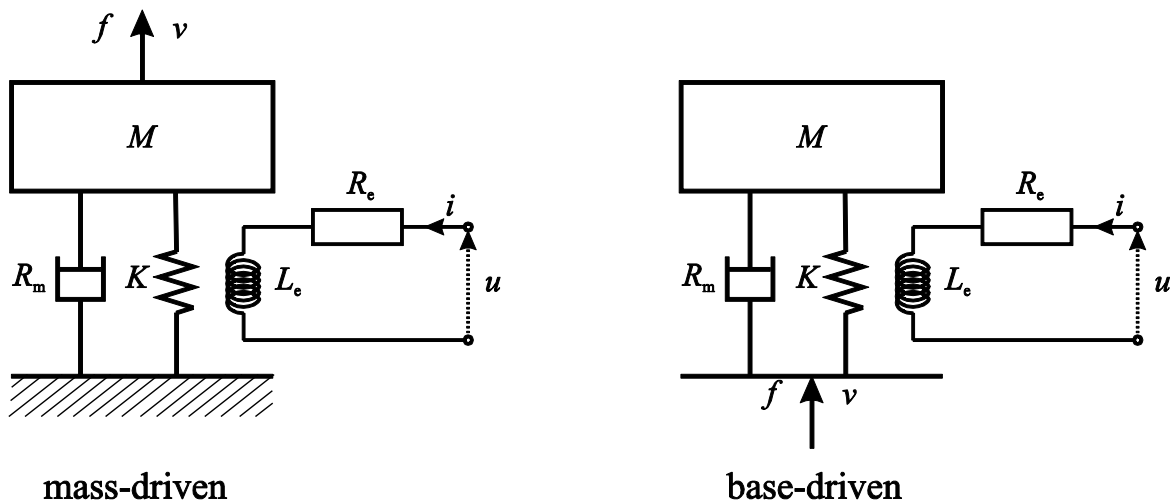 f v
M
R_e
i
R_m
K
L_e
u
mass-driven
M
R_e
i
R_m
K
L_e
u
f v
base-driven